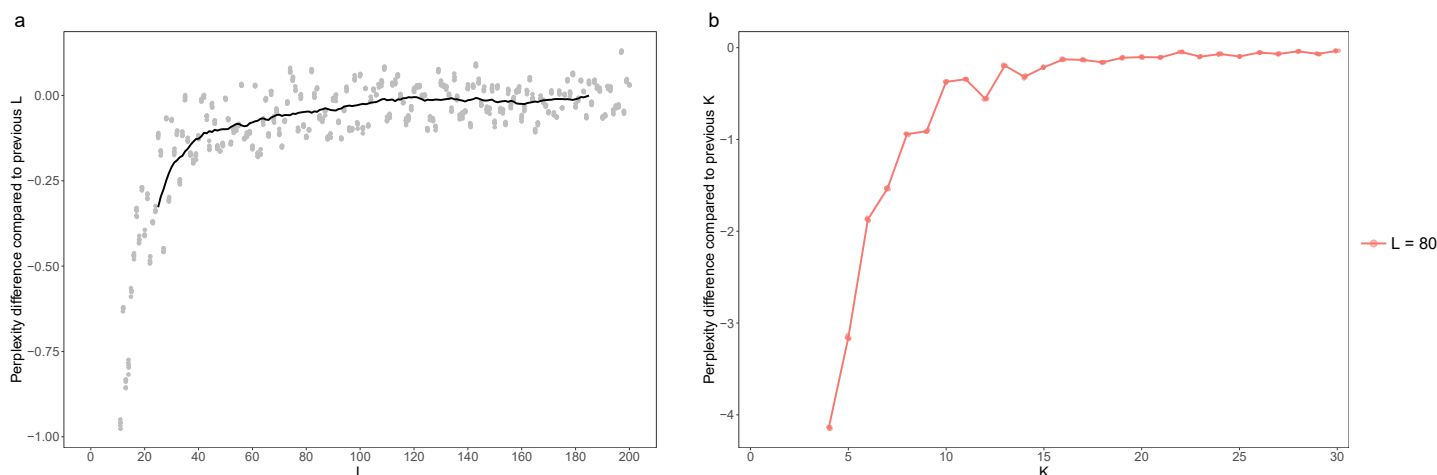 a
Perplexity difference compared to previous L
0.00
−0.25
−0.50
−0.75
−1.00
0 20 40 60 80 100 120 140 160 180 200
L
b
Perplexity difference compared to previous K
0
−1
−2
−3
−4
0 5 10 15 20 25 30
K
L = 80